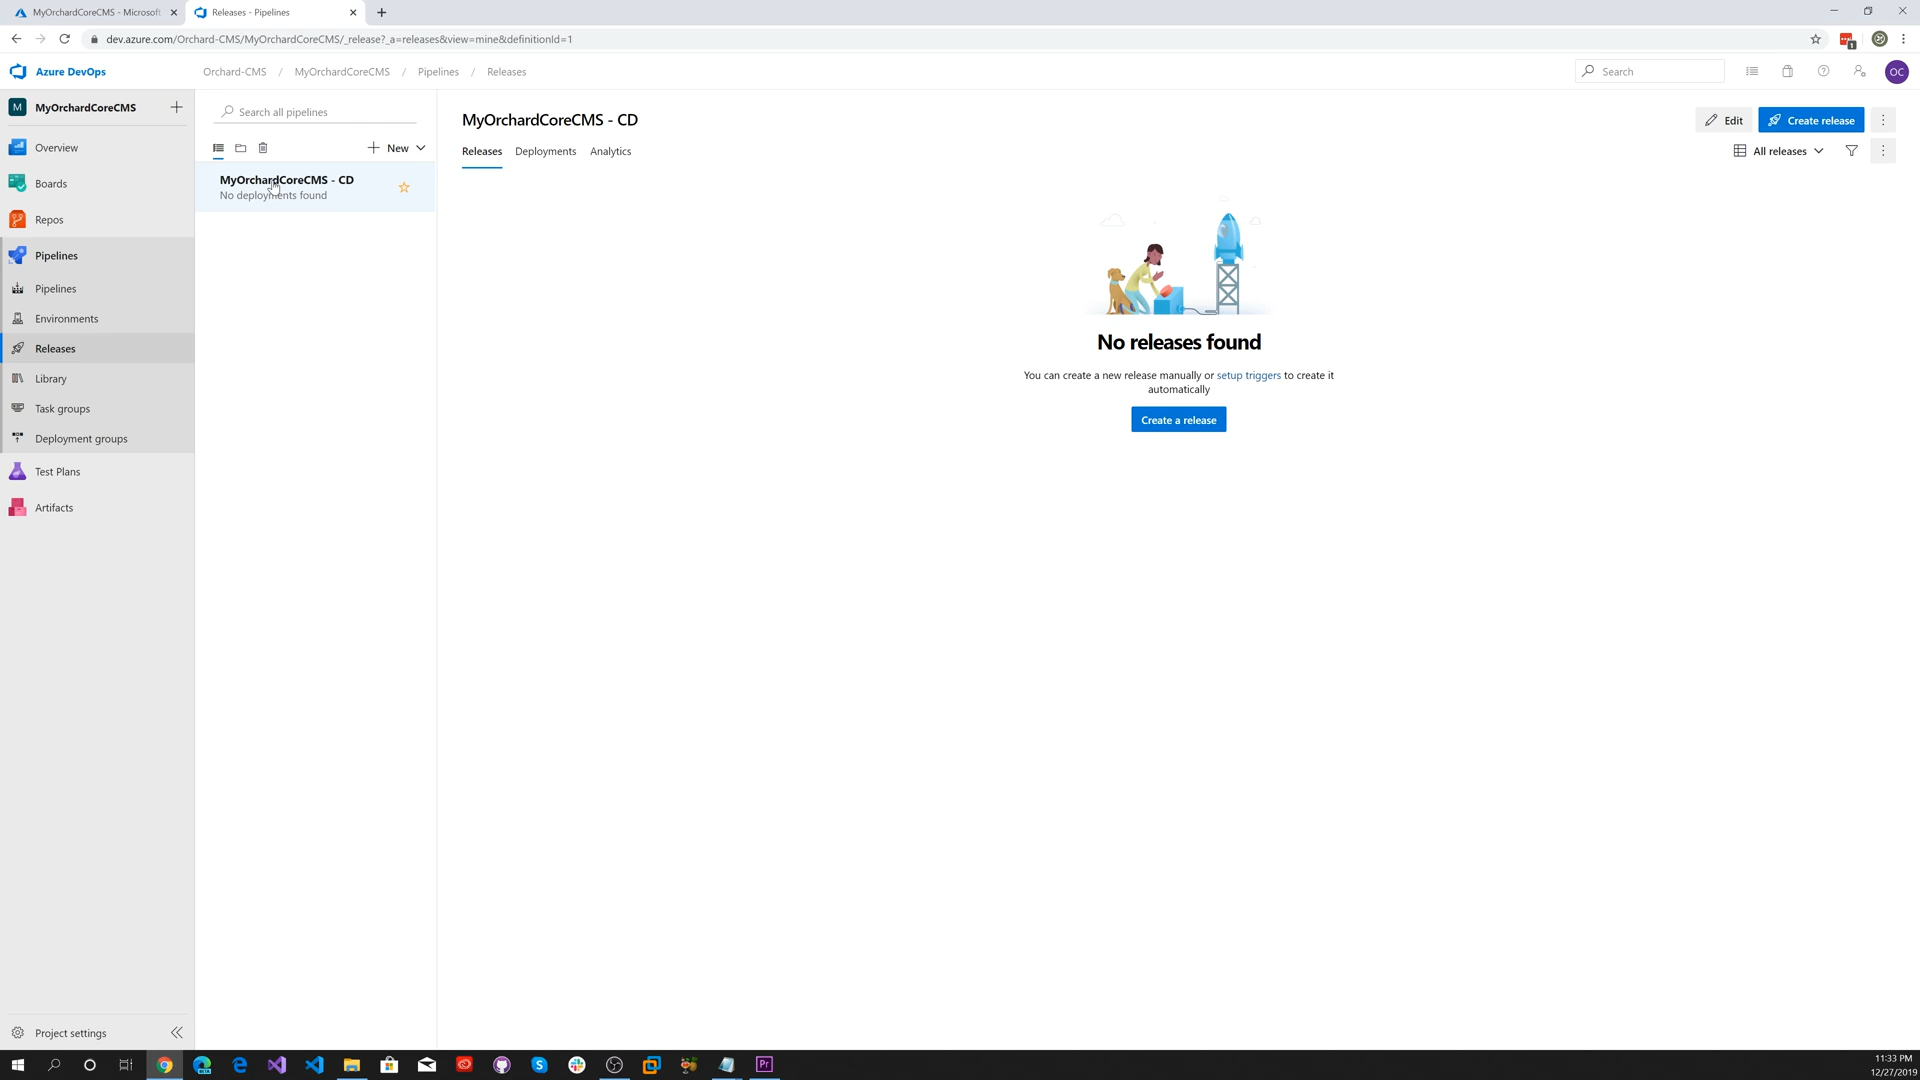 MyOrchardCoreCMS - Microsoft
Releases - Pipelines
dev.azure.com/Orchard-CMS/MyOrchardCoreCMS/_release?_a=releases&view=mine&definitionId=1
Azure DevOps
Orchard-CMS / MyOrchardCoreCMS / Pipelines / Releases
Search
OC
M MyOrchardCoreCMS
Overview
Boards
Repos
Pipelines
Pipelines
Environments
Releases
Library
Task groups
Deployment groups
Test Plans
Artifacts
Project settings
Search all pipelines
New
MyOrchardCoreCMS - CD
No deployments found
MyOrchardCoreCMS - CD
Edit
Create release
Releases Deployments Analytics
All releases
No releases found
You can create a new release manually or setup triggers to create it
automatically
Create a release
11:33 PM
12/27/2019